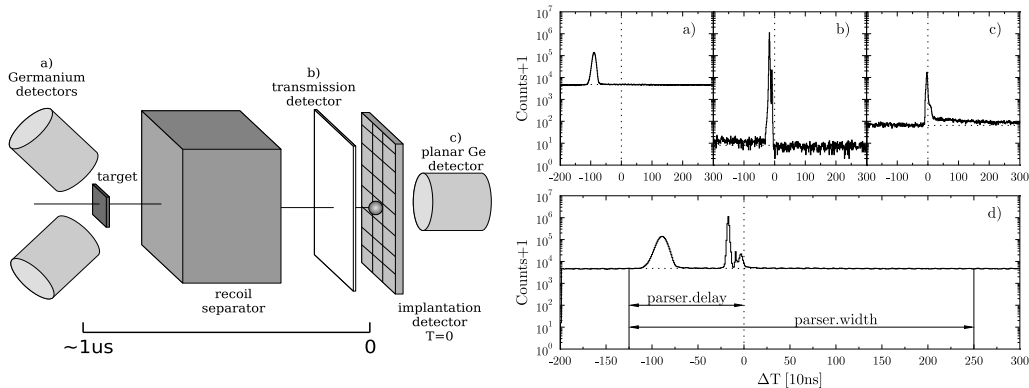 a)
Germanium
detectors
target
recoil
separator
b)
transmission
detector
c)
planar Ge
detector
implantation
detector
T=0
~1us
0
Counts+1
10^7
10^6
10^5
10^4
10^3
10^2
10^1
10^0
a)
b)
c)
-200 -100 0 100 200 300
-100 0 100 200 300
-100 0 100 200 300
Counts+1
10^7
10^6
10^5
10^4
10^3
10^2
10^1
10^0
d)
parser.delay
parser.width
-200 -150 -100 -50 0 50 100 150 200 250 300
ΔT [10ns]